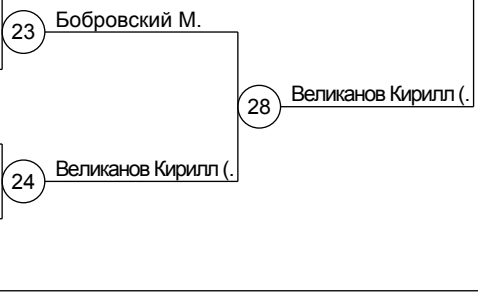 23 Бобровский М.
28 Великанов Кирилл (.
24 Великанов Кирилл (.